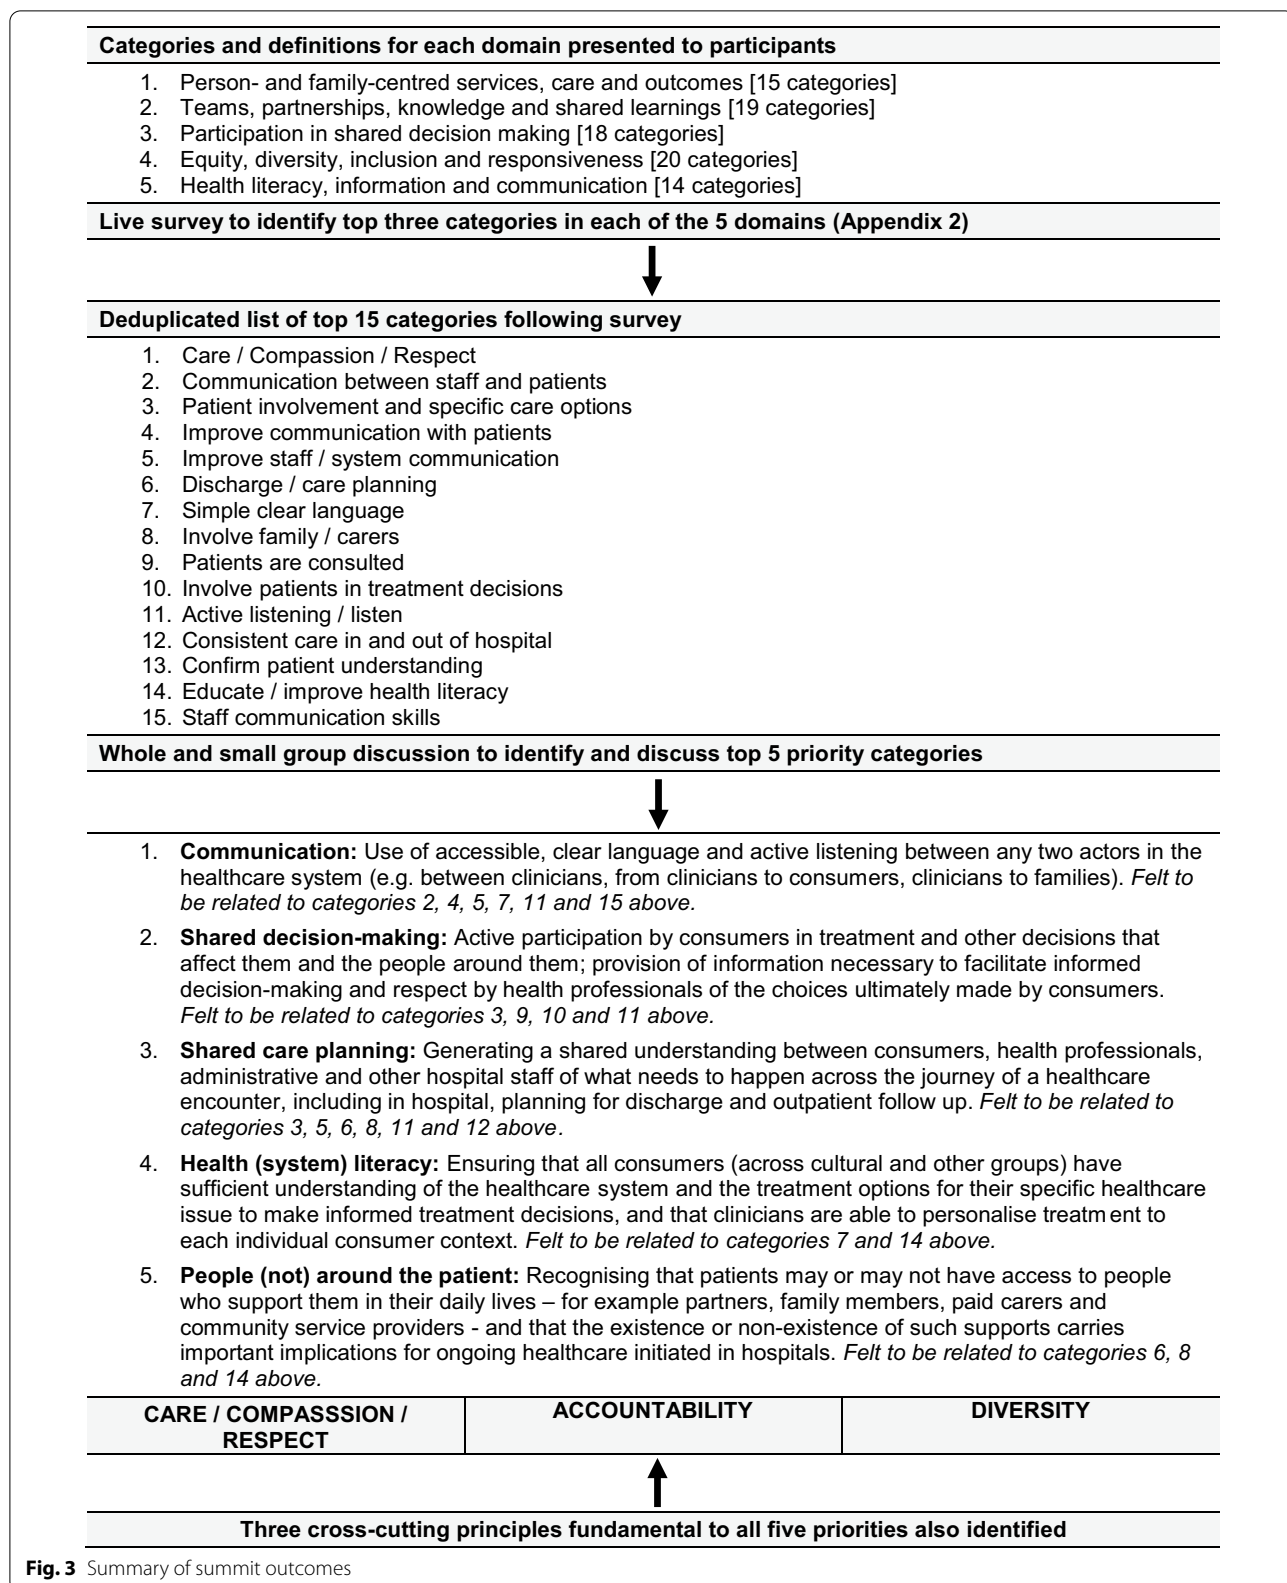 Categories and definitions for each domain presented to participants
1. Person- and family-centred services, care and outcomes [15 categories]
2. Teams, partnerships, knowledge and shared learnings [19 categories]
3. Participation in shared decision making [18 categories]
4. Equity, diversity, inclusion and responsiveness [20 categories]
5. Health literacy, information and communication [14 categories]
Live survey to identify top three categories in each of the 5 domains (Appendix 2)
Deduplicated list of top 15 categories following survey
1. Care / Compassion / Respect
2. Communication between staff and patients
3. Patient involvement and specific care options
4. Improve communication with patients
5. Improve staff / system communication
6. Discharge / care planning
7. Simple clear language
8. Involve family / carers
9. Patients are consulted
10. Involve patients in treatment decisions
11. Active listening / listen
12. Consistent care in and out of hospital
13. Confirm patient understanding
14. Educate / improve health literacy
15. Staff communication skills
Whole and small group discussion to identify and discuss top 5 priority categories
1. Communication: Use of accessible, clear language and active listening between any two actors in the
healthcare system (e.g. between clinicians, from clinicians to consumers, clinicians to families). Felt to
be related to categories 2, 4, 5, 7, 11 and 15 above.
2. Shared decision-making: Active participation by consumers in treatment and other decisions that
affect them and the people around them; provision of information necessary to facilitate informed
decision-making and respect by health professionals of the choices ultimately made by consumers.
Felt to be related to categories 3, 9, 10 and 11 above.
3. Shared care planning: Generating a shared understanding between consumers, health professionals,
administrative and other hospital staff of what needs to happen across the journey of a healthcare
encounter, including in hospital, planning for discharge and outpatient follow up. Felt to be related to
categories 3, 5, 6, 8, 11 and 12 above.
4. Health (system) literacy: Ensuring that all consumers (across cultural and other groups) have
sufficient understanding of the healthcare system and the treatment options for their specific healthcare
issue to make informed treatment decisions, and that clinicians are able to personalise treatment to
each individual consumer context. Felt to be related to categories 7 and 14 above.
5. People (not) around the patient: Recognising that patients may or may not have access to people
who support them in their daily lives – for example partners, family members, paid carers and
community service providers - and that the existence or non-existence of such supports carries
important implications for ongoing healthcare initiated in hospitals. Felt to be related to categories 6, 8
and 14 above.
CARE / COMPASSSION /
RESPECT
ACCOUNTABILITY
DIVERSITY
Three cross-cutting principles fundamental to all five priorities also identified
Fig. 3 Summary of summit outcomes